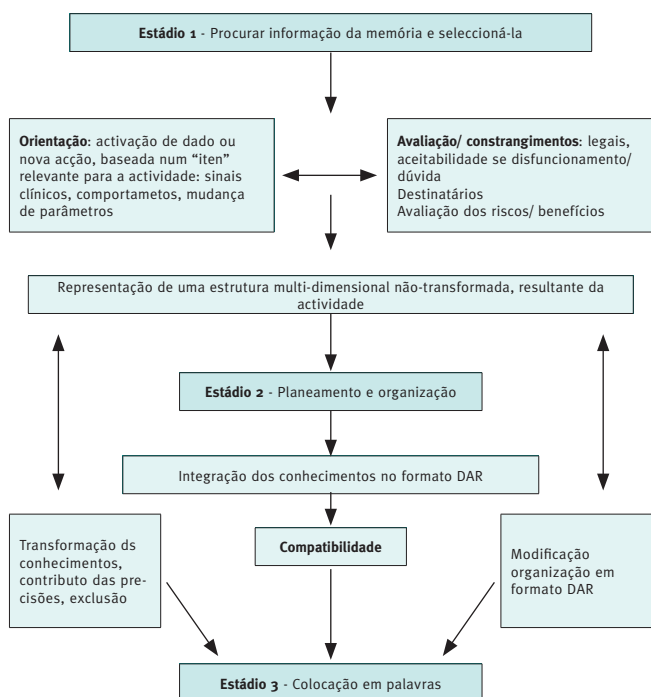 Estádio 1 - Procurar informação da memória e seleccioná-la
Orientação: activação de dado ou
nova acção, baseada num “iten”
relevante para a actividade: sinais
clínicos, comportametos, mudança
de parâmetros
Avaliação/ constrangimentos: legais,
aceitabilidade se disfuncionamento/
dúvida
Destinatários
Avaliação dos riscos/ benefícios
Representação de uma estrutura multi-dimensional não-transformada, resultante da
actividade
Estádio 2 - Planeamento e organização
Integração dos conhecimentos no formato DAR
Transformação ds
conhecimentos,
contributo das pre-
cisões, exclusão
Compatibilidade
Modificação
organização em
formato DAR
Estádio 3 - Colocação em palavras